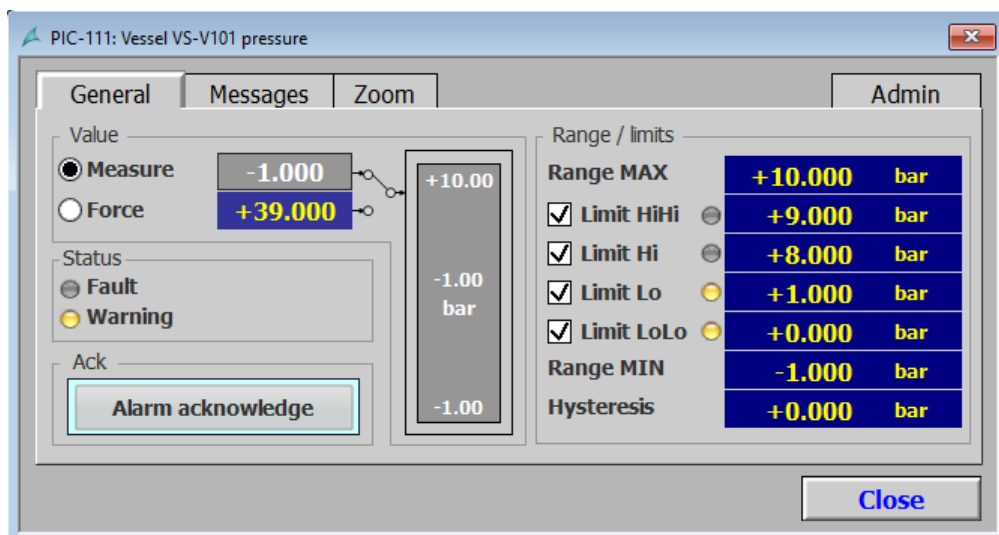 PIC-111: Vessel VS-V101 pressure
General Messages Zoom Admin
Value
Measure -1.000
Force +39.000
Status
Fault
Warning
Ack
Alarm acknowledge
+10.00
-1.00
bar
-1.00
Range / limits
Range MAX +10.000 bar
Limit HiHi +9.000 bar
Limit Hi +8.000 bar
Limit Lo +1.000 bar
Limit LoLo +0.000 bar
Range MIN -1.000 bar
Hysteresis +0.000 bar
Close